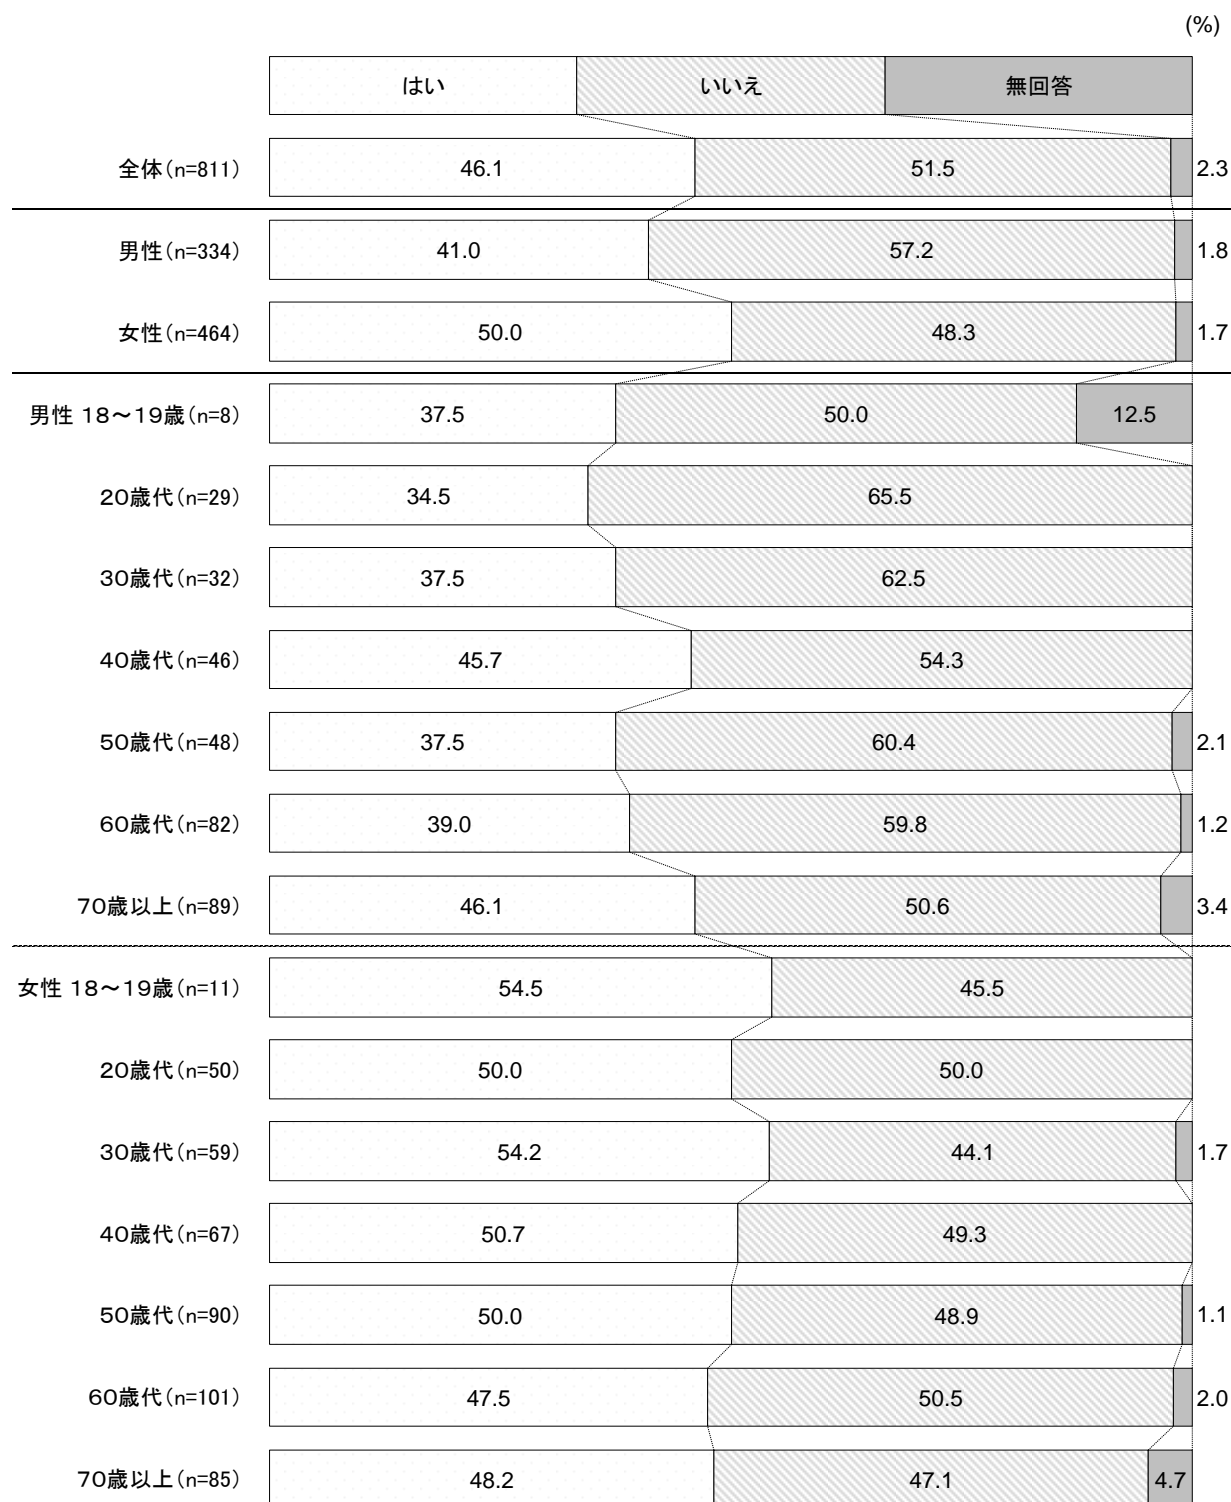 (%)
はい いいえ 無回答
全体(n=811) 46.1 51.5 2.3
男性(n=334) 41.0 57.2 1.8
女性(n=464) 50.0 48.3 1.7
男性 18~19歳(n=8) 37.5 50.0 12.5
20歳代(n=29) 34.5 65.5
30歳代(n=32) 37.5 62.5
40歳代(n=46) 45.7 54.3
50歳代(n=48) 37.5 60.4 2.1
60歳代(n=82) 39.0 59.8 1.2
70歳以上(n=89) 46.1 50.6 3.4
女性 18~19歳(n=11) 54.5 45.5
20歳代(n=50) 50.0 50.0
30歳代(n=59) 54.2 44.1 1.7
40歳代(n=67) 50.7 49.3
50歳代(n=90) 50.0 48.9 1.1
60歳代(n=101) 47.5 50.5 2.0
70歳以上(n=85) 48.2 47.1 4.7